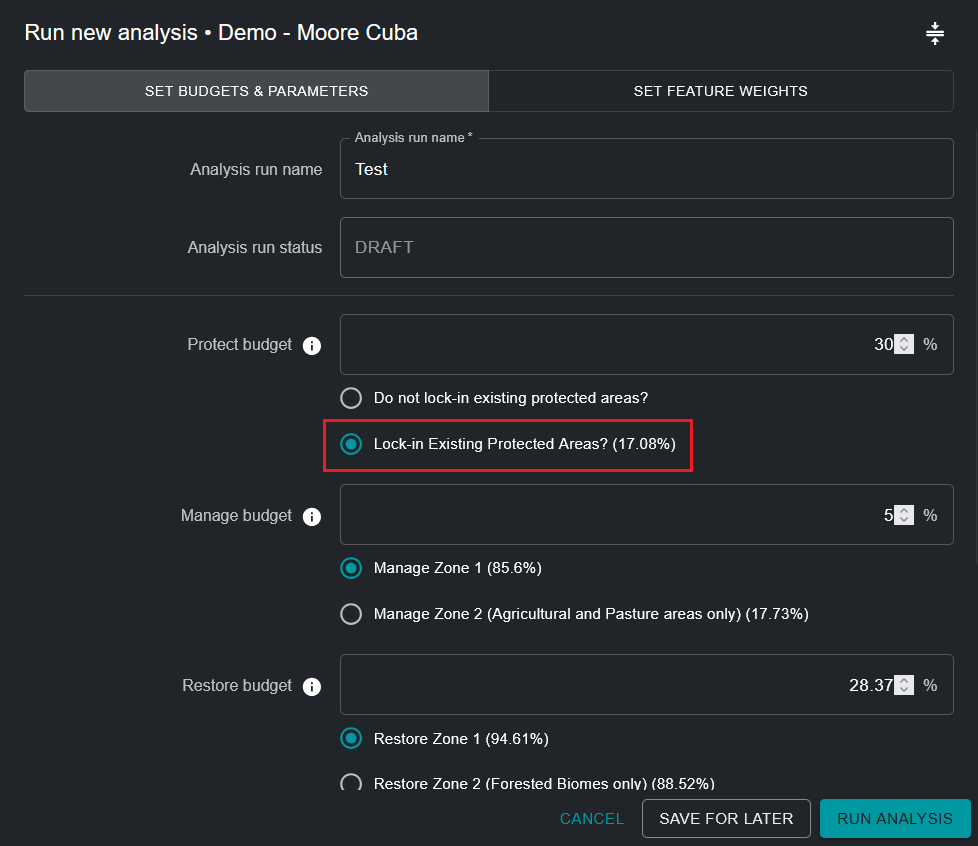 Run new analysis • Demo - Moore Cuba
SET BUDGETS & PARAMETERS
SET FEATURE WEIGHTS
Analysis run name *
Analysis run name
Test
Analysis run status
DRAFT
Protect budget
30 %
Do not lock-in existing protected areas?
Lock-in Existing Protected Areas? (17.08%)
Manage budget
5 %
Manage Zone 1 (85.6%)
Manage Zone 2 (Agricultural and Pasture areas only) (17.73%)
Restore budget
28.37 %
Restore Zone 1 (94.61%)
Restore Zone 2 (Forested Biomes only) (88.52%)
CANCEL
SAVE FOR LATER
RUN ANALYSIS